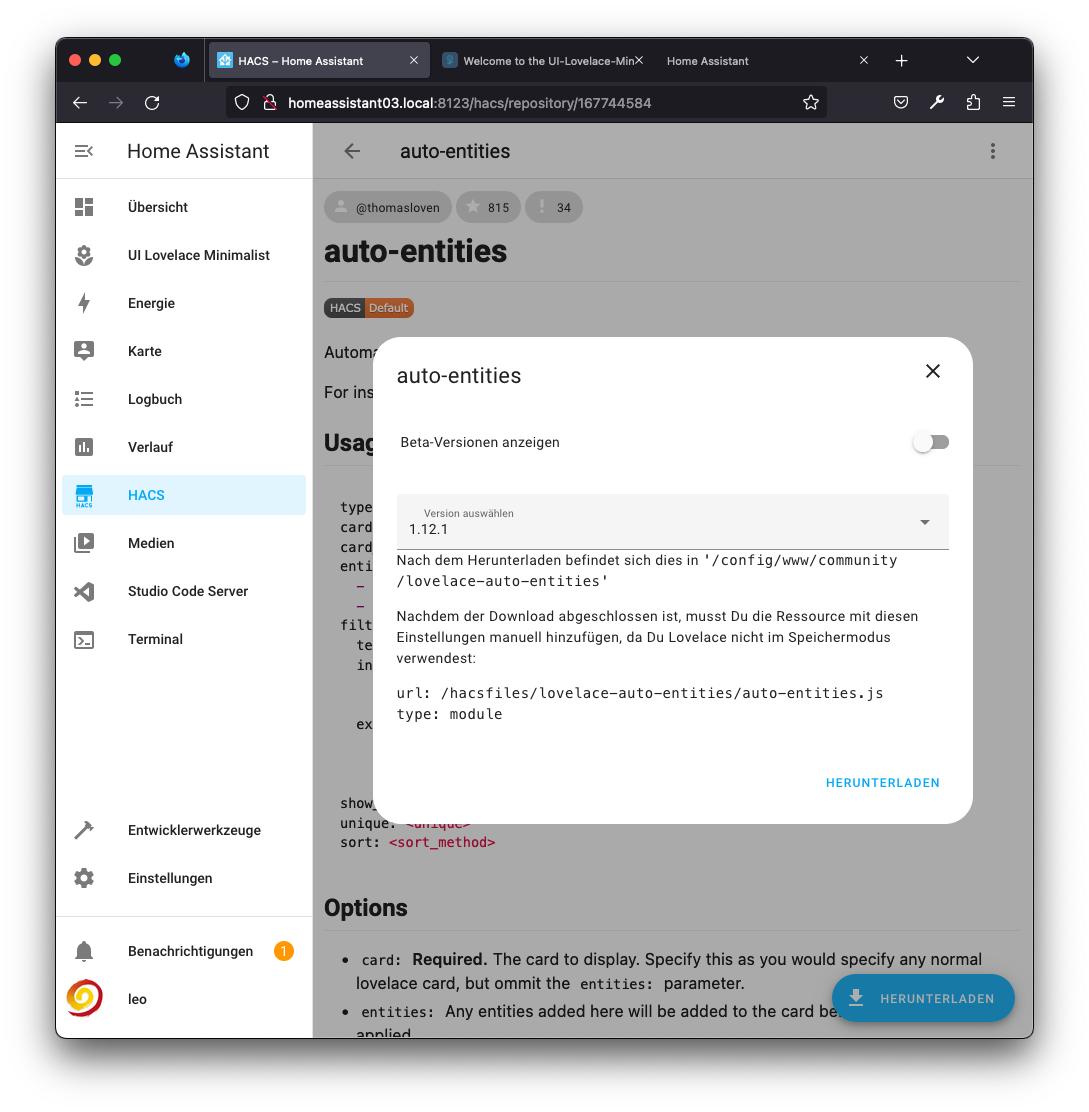 HACS – Home Assistant
Welcome to the UI-Lovelace-Min
Home Assistant
homeassistant03.local:8123/hacs/repository/167744584
Home Assistant
auto-entities
Übersicht
UI Lovelace Minimalist
Energie
Karte
Logbuch
Verlauf
HACS
HACS
Medien
Studio Code Server
Terminal
Entwicklerwerkzeuge
Einstellungen
Benachrichtigungen 1
leo
@thomasloven 815 34
auto-entities
HACS Default
Automa
For ins
Usag
type
card
card
enti
-
-
filt
te
in
ex
show_
unique: <unique>
sort: <sort_method>
auto-entities
Beta-Versionen anzeigen
Version auswählen
1.12.1
Nach dem Herunterladen befindet sich dies in '/config/www/community
/lovelace-auto-entities'
Nachdem der Download abgeschlossen ist, musst Du die Ressource mit diesen
Einstellungen manuell hinzufügen, da Du Lovelace nicht im Speichermodus
verwendest:
url: /hacsfiles/lovelace-auto-entities/auto-entities.js
type: module
HERUNTERLADEN
Options
• card: Required. The card to display. Specify this as you would specify any normal
lovelace card, but ommit the entities: parameter.
• entities: Any entities added here will be added to the card be
applied.
HERUNTERLADEN